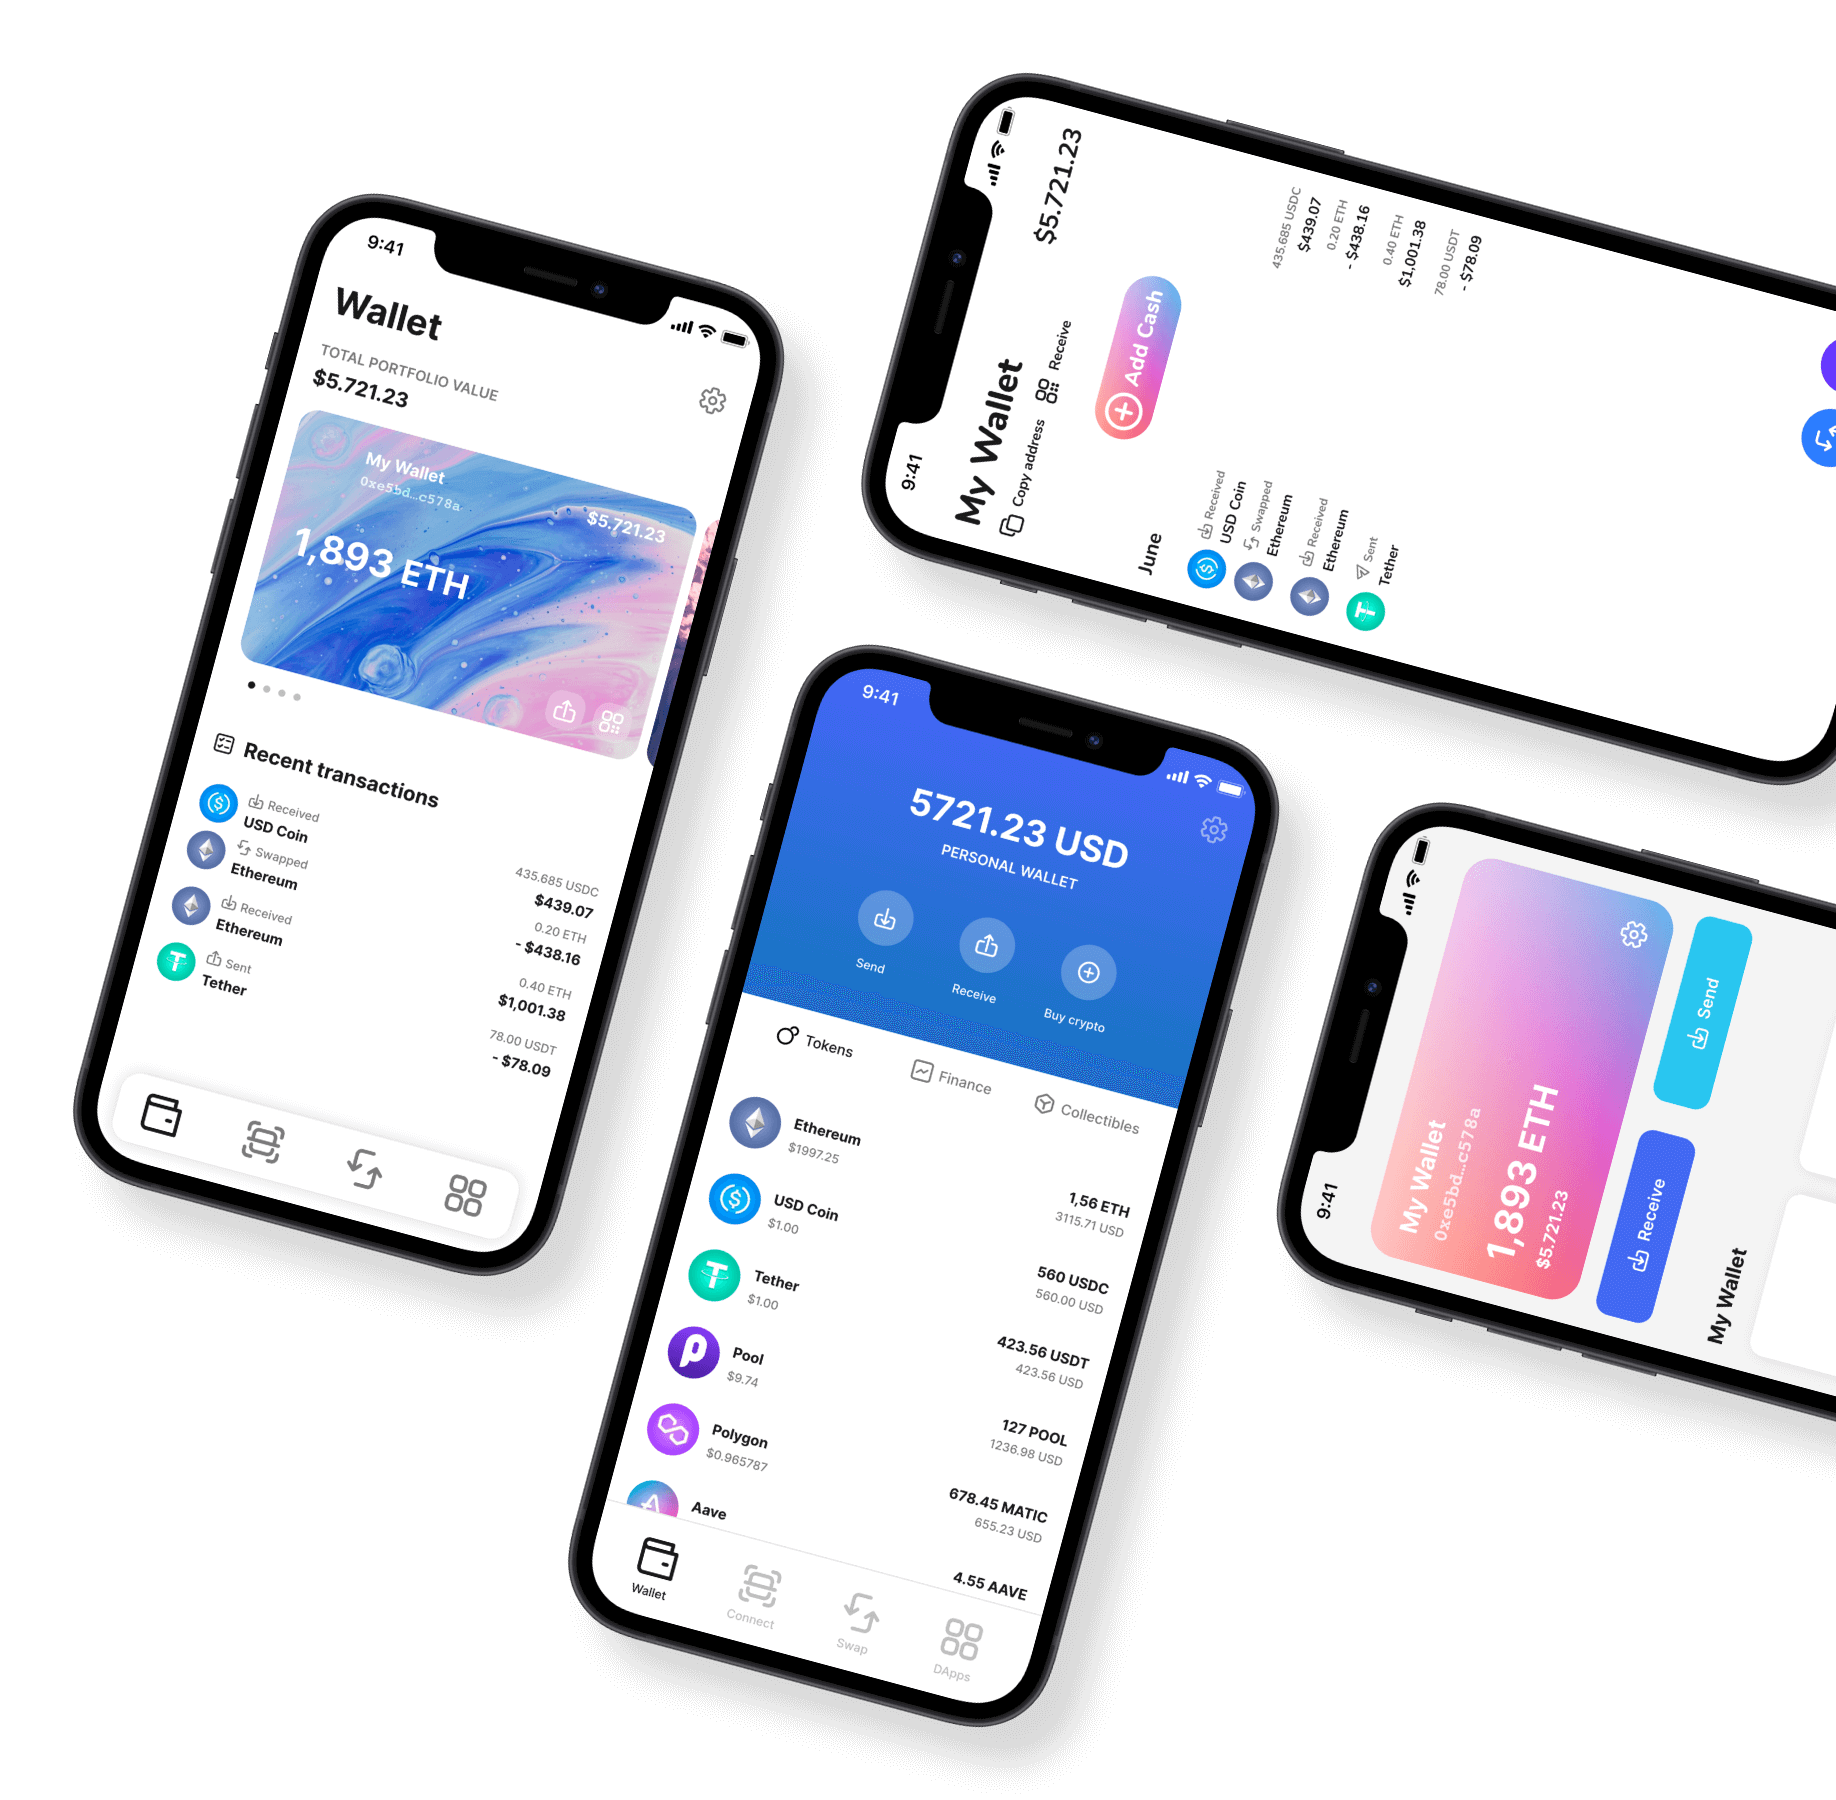 9:41
Wallet
TOTAL PORTFOLIO VALUE
$5.721.23
My Wallet
0xe5bd...c578a
$5.721.23
1,893 ETH
Recent transactions
Received
USD Coin
435.685 USDC
$439.07
Swapped
Ethereum
0.20 ETH
- $438.16
Received
Ethereum
0.40 ETH
$1,001.38
Sent
Tether
78.00 USDT
- $78.09
9:41
My Wallet
$5.721.23
Copy address
Receive
Add Cash
June
Received
USD Coin
435.685 USDC
$439.07
Swapped
Ethereum
0.20 ETH
- $438.16
Received
Ethereum
0.40 ETH
$1,001.38
Sent
Tether
78.00 USDT
- $78.09
9:41
5721.23 USD
PERSONAL WALLET
Send
Receive
Buy crypto
Tokens
Finance
Collectibles
Ethereum
$1997.25
1,56 ETH
3115.71 USD
USD Coin
$1.00
560 USDC
560.00 USD
Tether
$1.00
423.56 USDT
423.56 USD
Pool
$9.74
127 POOL
1236.98 USD
Polygon
$0.965787
678.45 MATIC
655.23 USD
Aave
4.55 AAVE
Wallet
Connect
Swap
DApps
9:41
My Wallet
0xe5bd...c578a
1,893 ETH
$5.721.23
Receive
Send
My Wallet